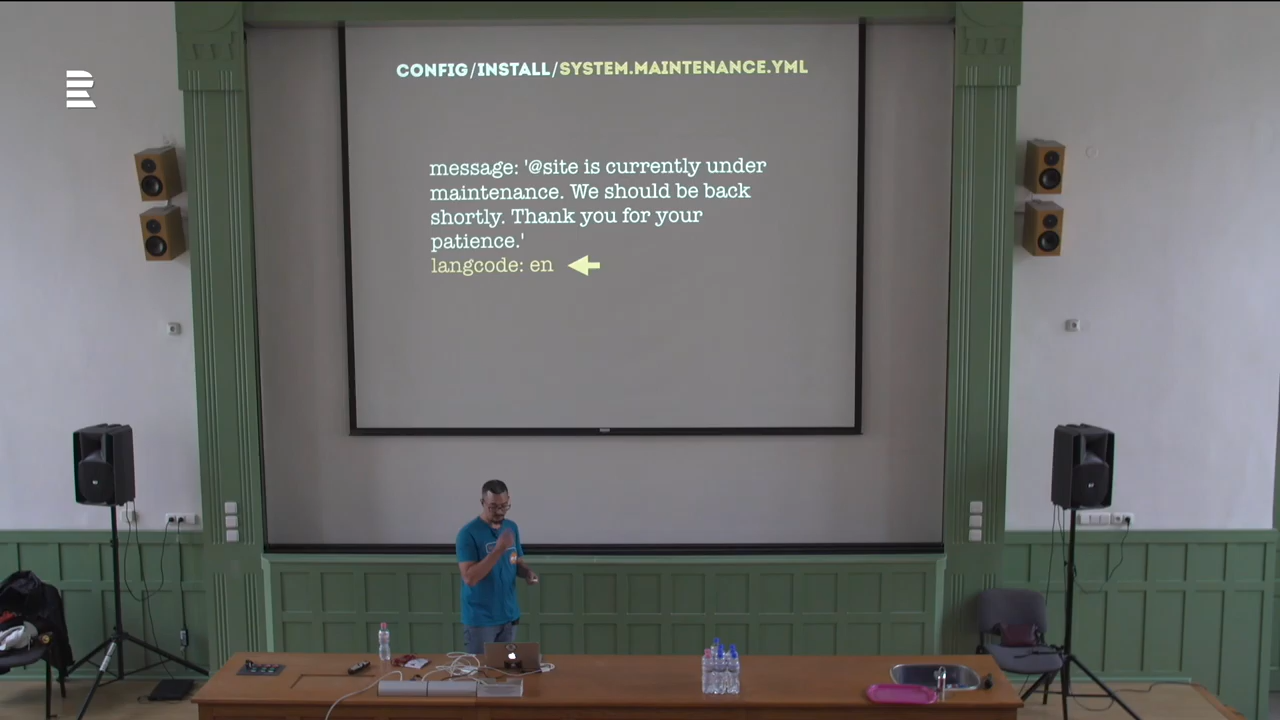 CONFIG/INSTALL/SYSTEM.MAINTENANCE.YML
message: '@site is currently under
maintenance. We should be back
shortly. Thank you for your
patience.'
langcode: en